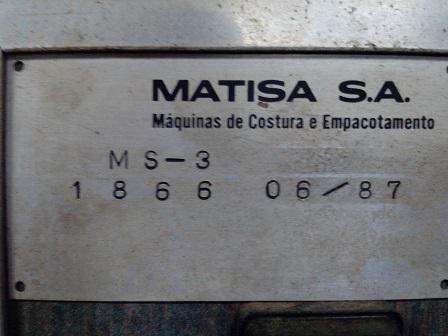 MATISA S.A.
Máquinas de Costura e Empacotamento
MS-3
1866 06/87